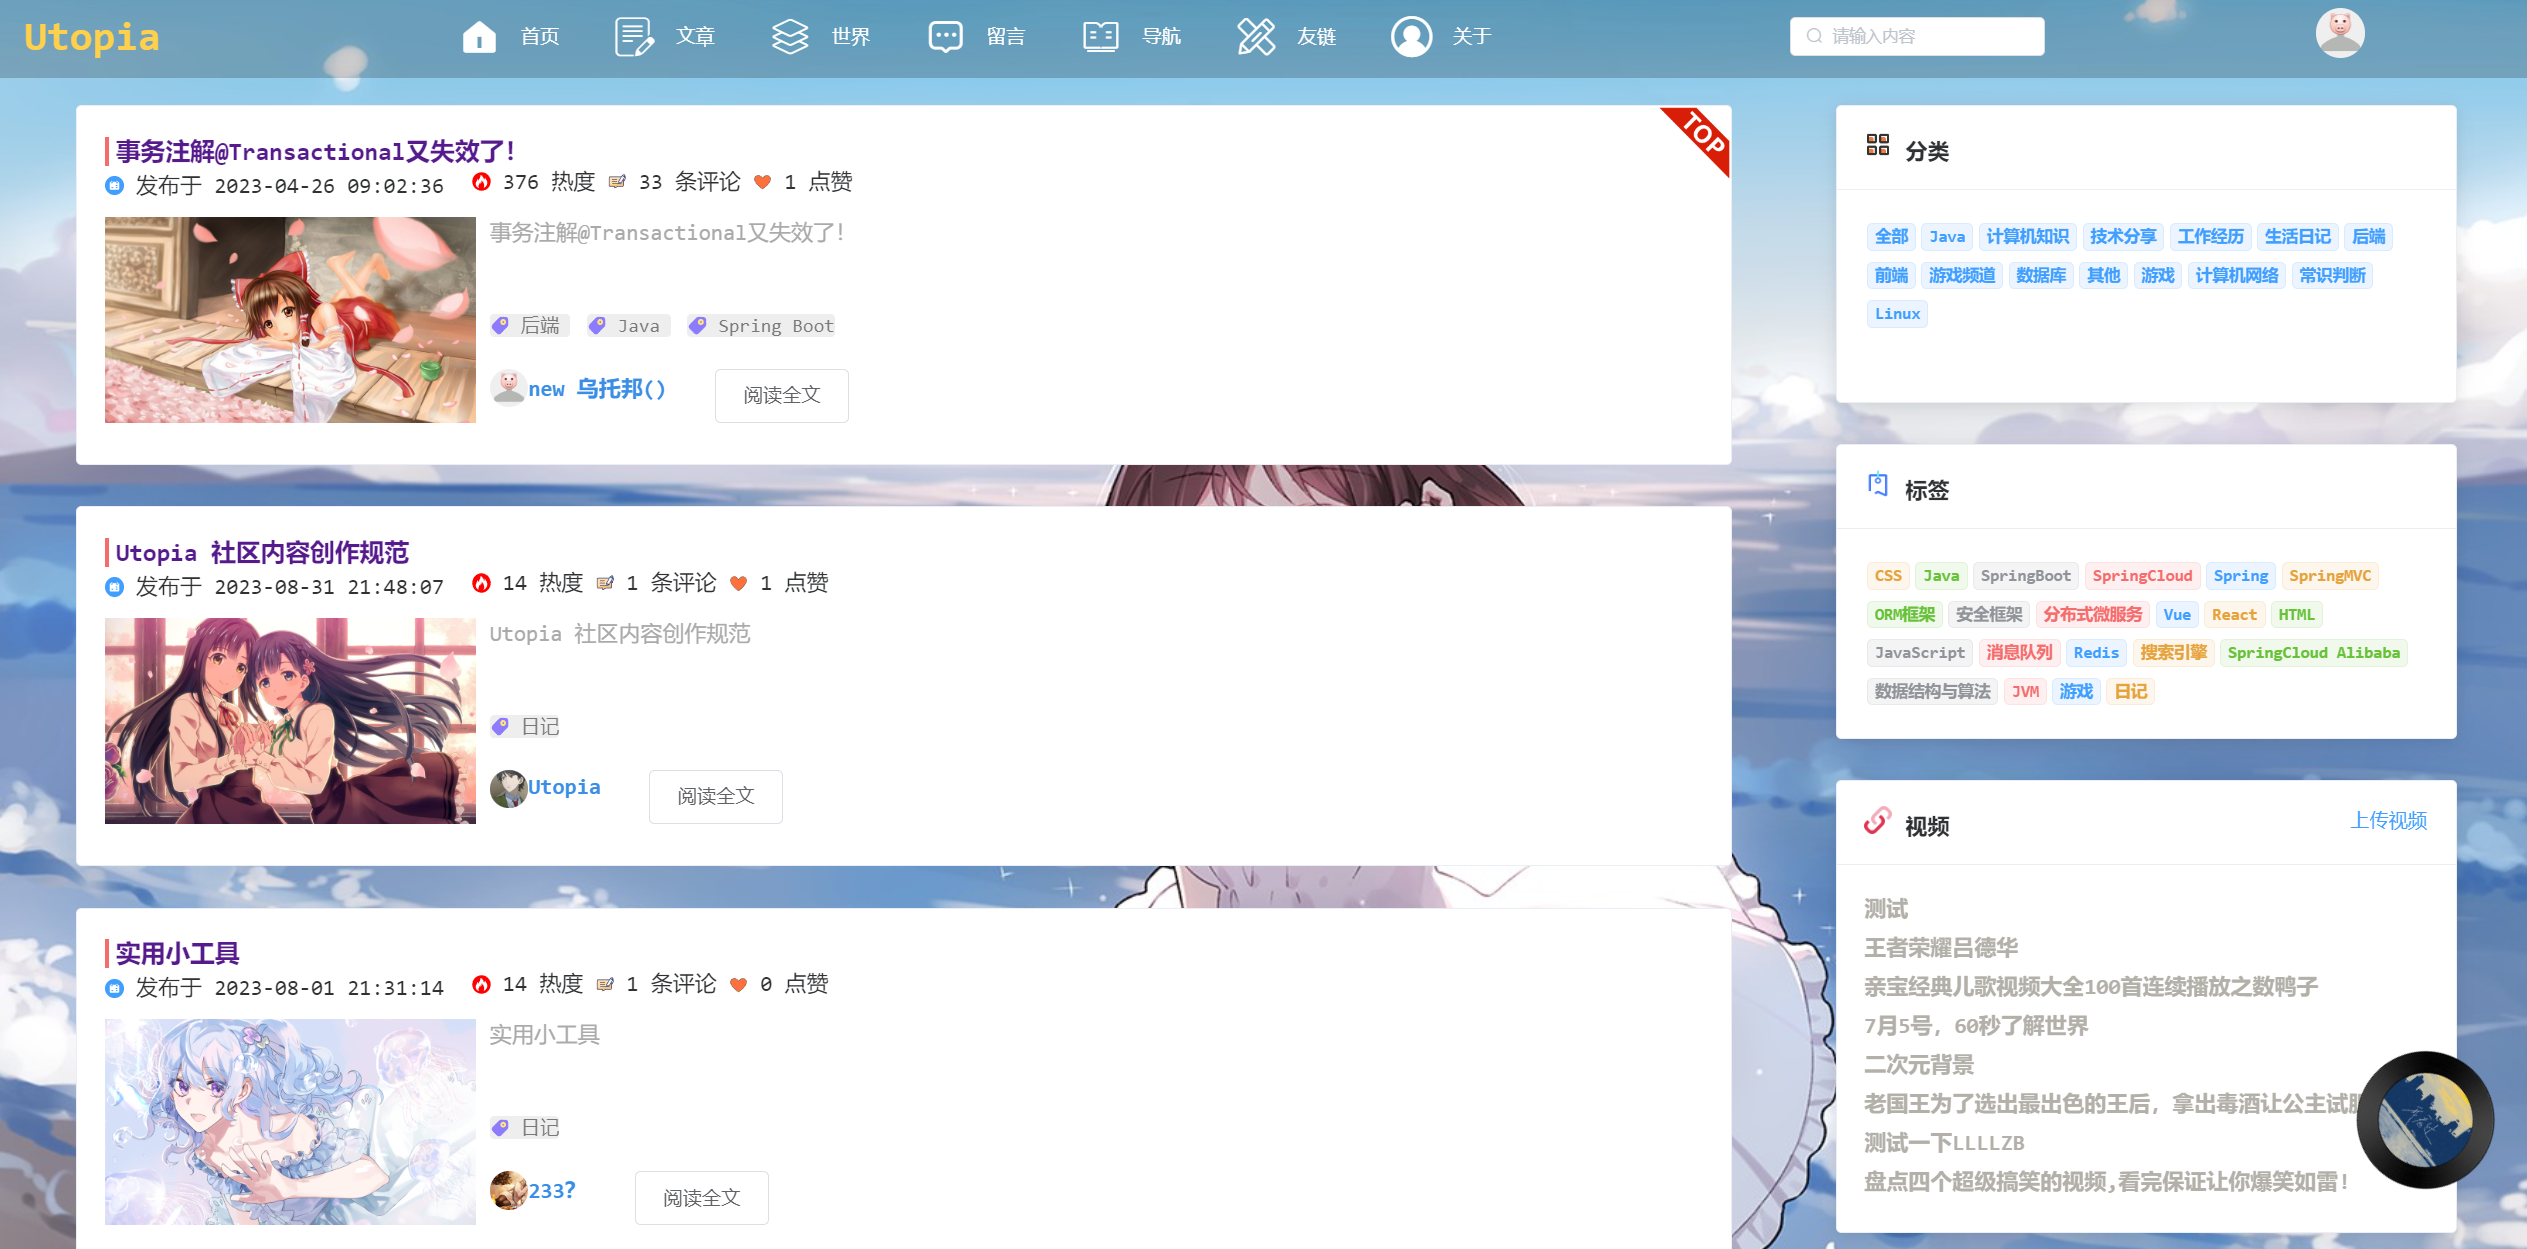 Utopia 首页 文章 世界 留言 导航 友链 关于 请输入内容
TOP
事务注解@Transactional又失效了!
发布于 2023-04-26 09:02:36 376 热度 33 条评论 1 点赞
事务注解@Transactional又失效了!
后端 Java Spring Boot
new 乌托邦() 阅读全文
Utopia 社区内容创作规范
发布于 2023-08-31 21:48:07 14 热度 1 条评论 1 点赞
Utopia 社区内容创作规范
日记
Utopia 阅读全文
实用小工具
发布于 2023-08-01 21:31:14 14 热度 1 条评论 0 点赞
实用小工具
日记
233? 阅读全文
分类
全部 Java 计算机知识 技术分享 工作经历 生活日记 后端
前端 游戏频道 数据库 其他 游戏 计算机网络 常识判断
Linux
标签
CSS Java SpringBoot SpringCloud Spring SpringMVC
ORM框架 安全框架 分布式微服务 Vue React HTML
JavaScript 消息队列 Redis 搜索引擎 SpringCloud Alibaba
数据结构与算法 JVM 游戏 日记
视频 上传视频
测试
王者荣耀吕德华
亲宝经典儿歌视频大全100首连续播放之数鸭子
7月5号，60秒了解世界
二次元背景
老国王为了选出最出色的王后，拿出毒酒让公主试
测试一下LLLLZB
盘点四个超级搞笑的视频,看完保证让你爆笑如雷!